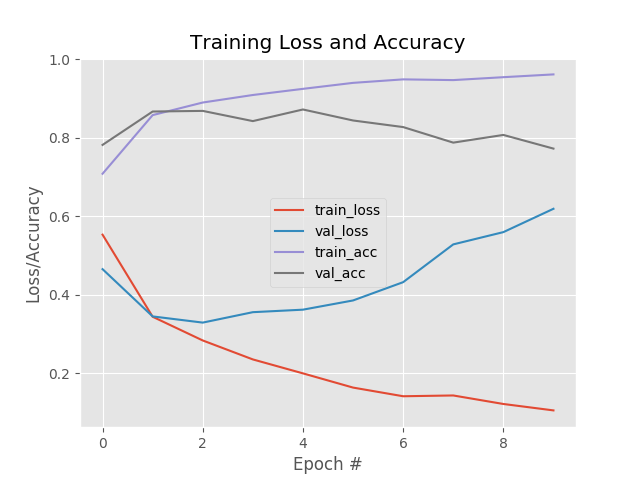 Training Loss and Accuracy
Loss/Accuracy
1.0
0.8
0.6
0.4
0.2
train_loss
val_loss
train_acc
val_acc
0 2 4 6 8
Epoch #